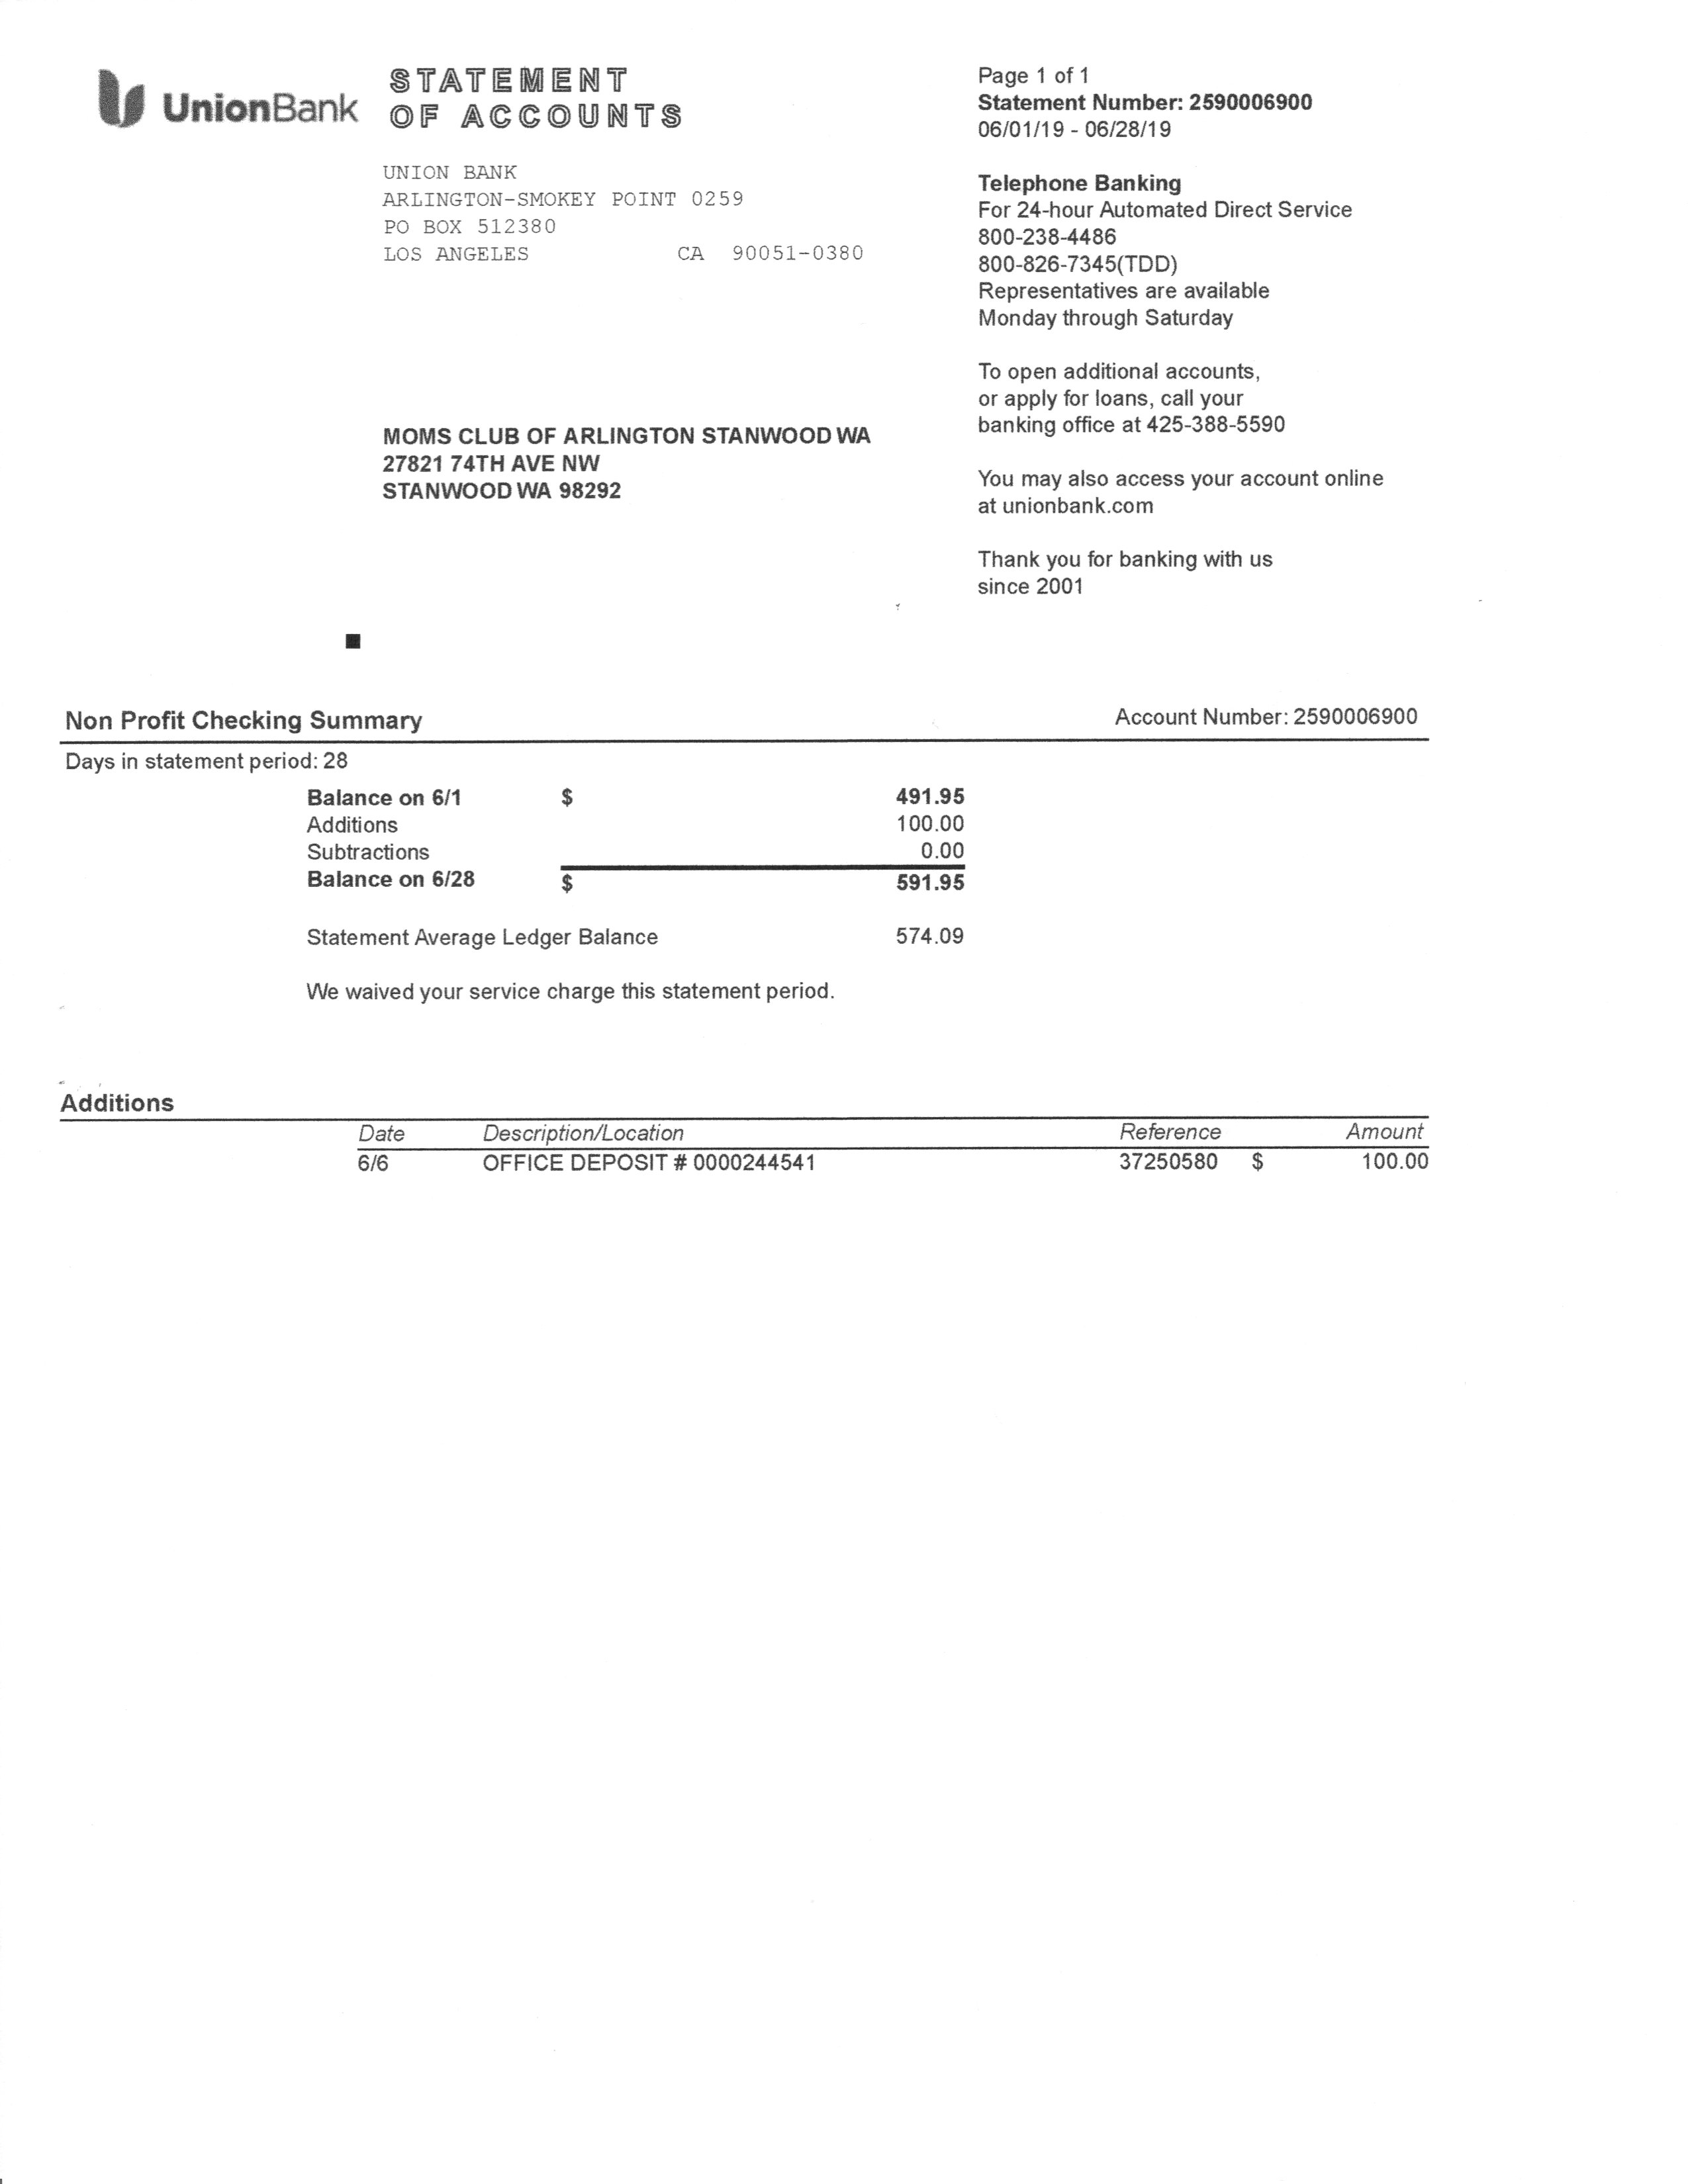 UnionBank
STATEMENT
OF ACCOUNTS
UNION BANK
ARLINGTON-SMOKEY POINT 0259
PO BOX 512380
LOS ANGELES CA 90051-0380
MOMS CLUB OF ARLINGTON STANWOOD WA
27821 74TH AVE NW
STANWOOD WA 98292
Page 1 of 1
Statement Number: 2590006900
06/01/19 - 06/28/19
Telephone Banking
For 24-hour Automated Direct Service
800-238-4486
800-826-7345(TDD)
Representatives are available
Monday through Saturday
To open additional accounts,
or apply for loans, call your
banking office at 425-388-5590
You may also access your account online
at unionbank.com
Thank you for banking with us
since 2001
Non Profit Checking Summary Account Number: 2590006900
Days in statement period: 28
Balance on 6/1 $ 491.95
Additions 100.00
Subtractions 0.00
Balance on 6/28 $ 591.95
Statement Average Ledger Balance 574.09
We waived your service charge this statement period.
Additions
Date Description/Location Reference Amount
6/6 OFFICE DEPOSIT # 0000244541 37250580 $ 100.00